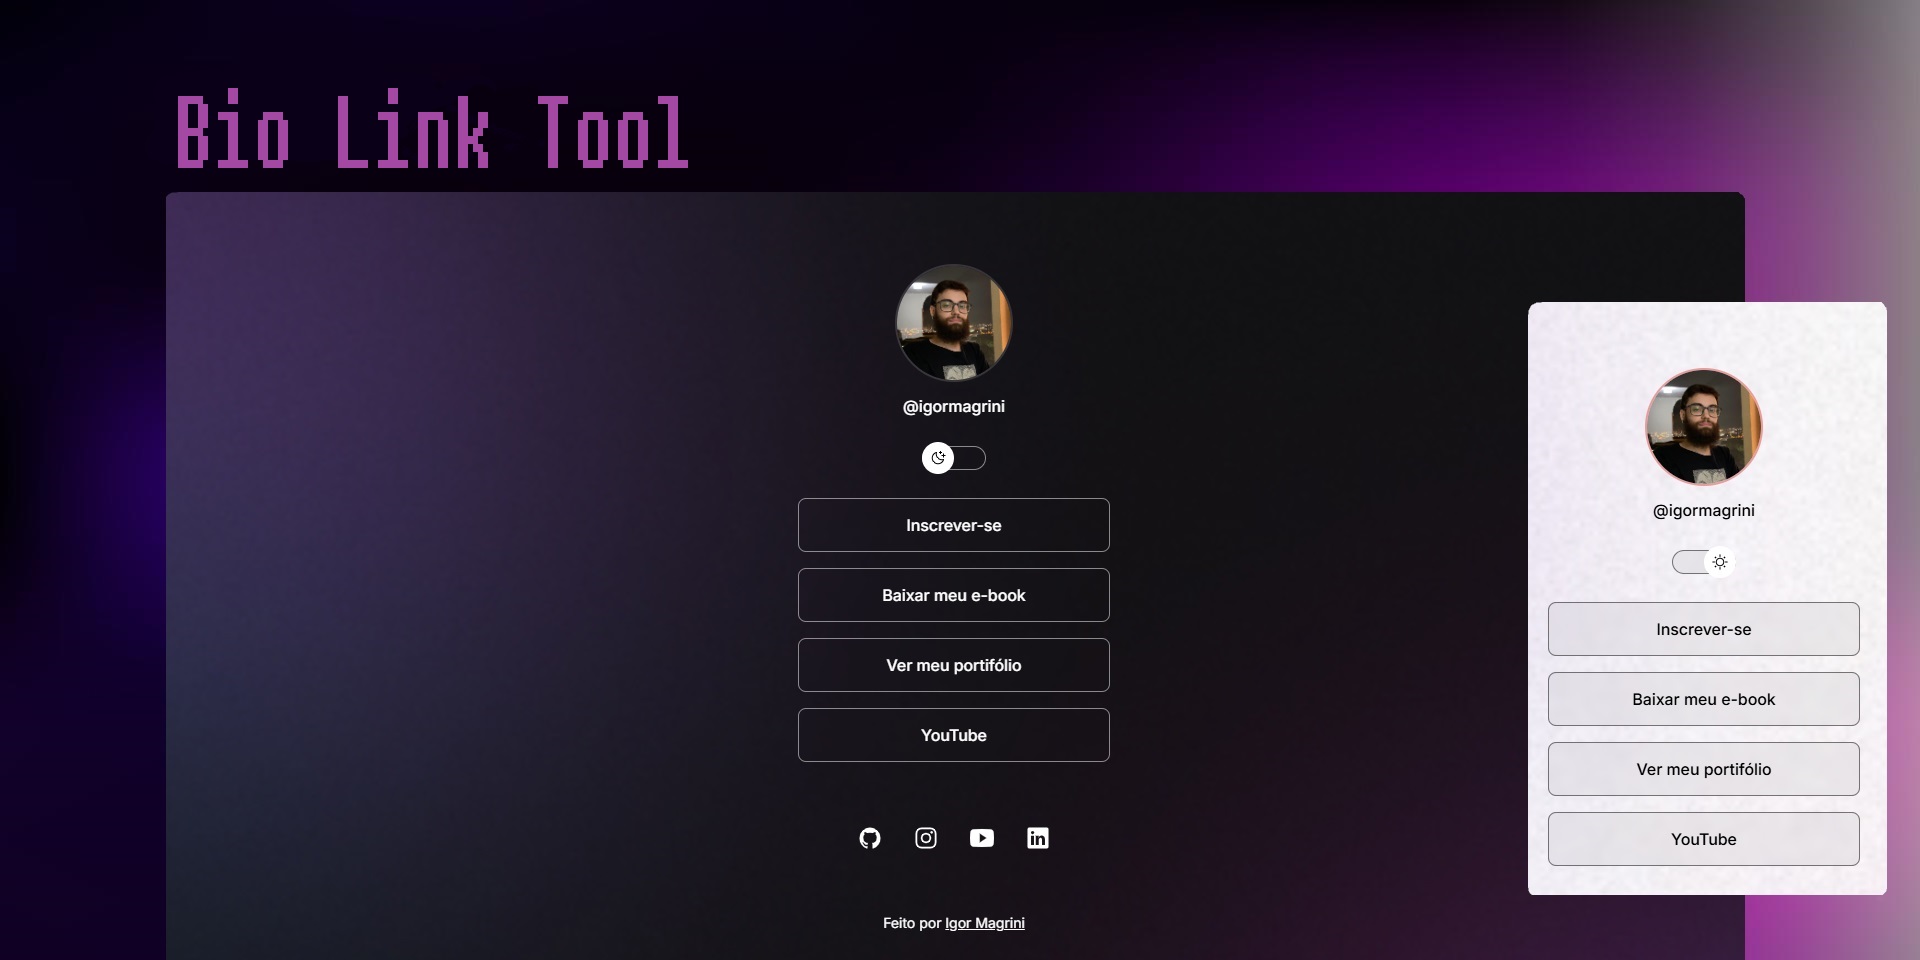 Bio Link Tool
@igormagrini
Inscrever-se
Baixar meu e-book
Ver meu portifólio
YouTube
in
Feito por Igor Magrini
@igormagrini
Inscrever-se
Baixar meu e-book
Ver meu portifólio
YouTube